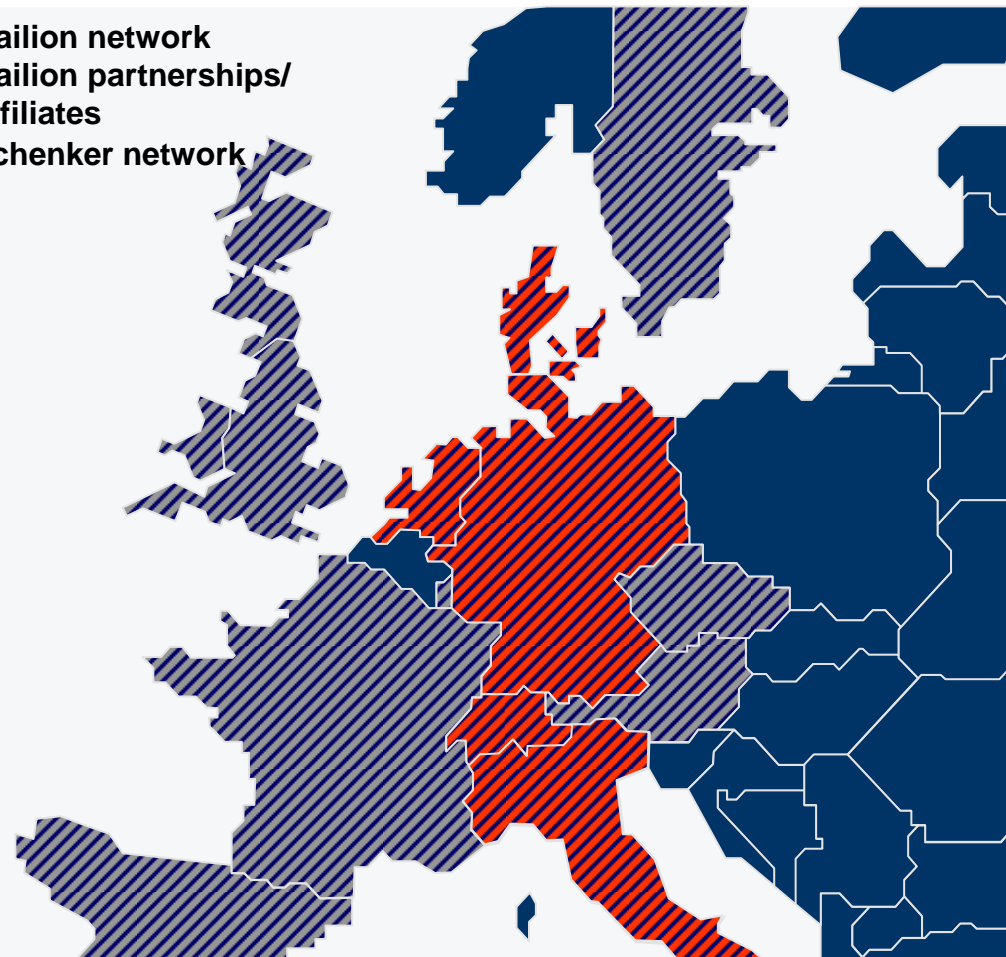 ailion network
ailion partnerships/
filiates
chenker network